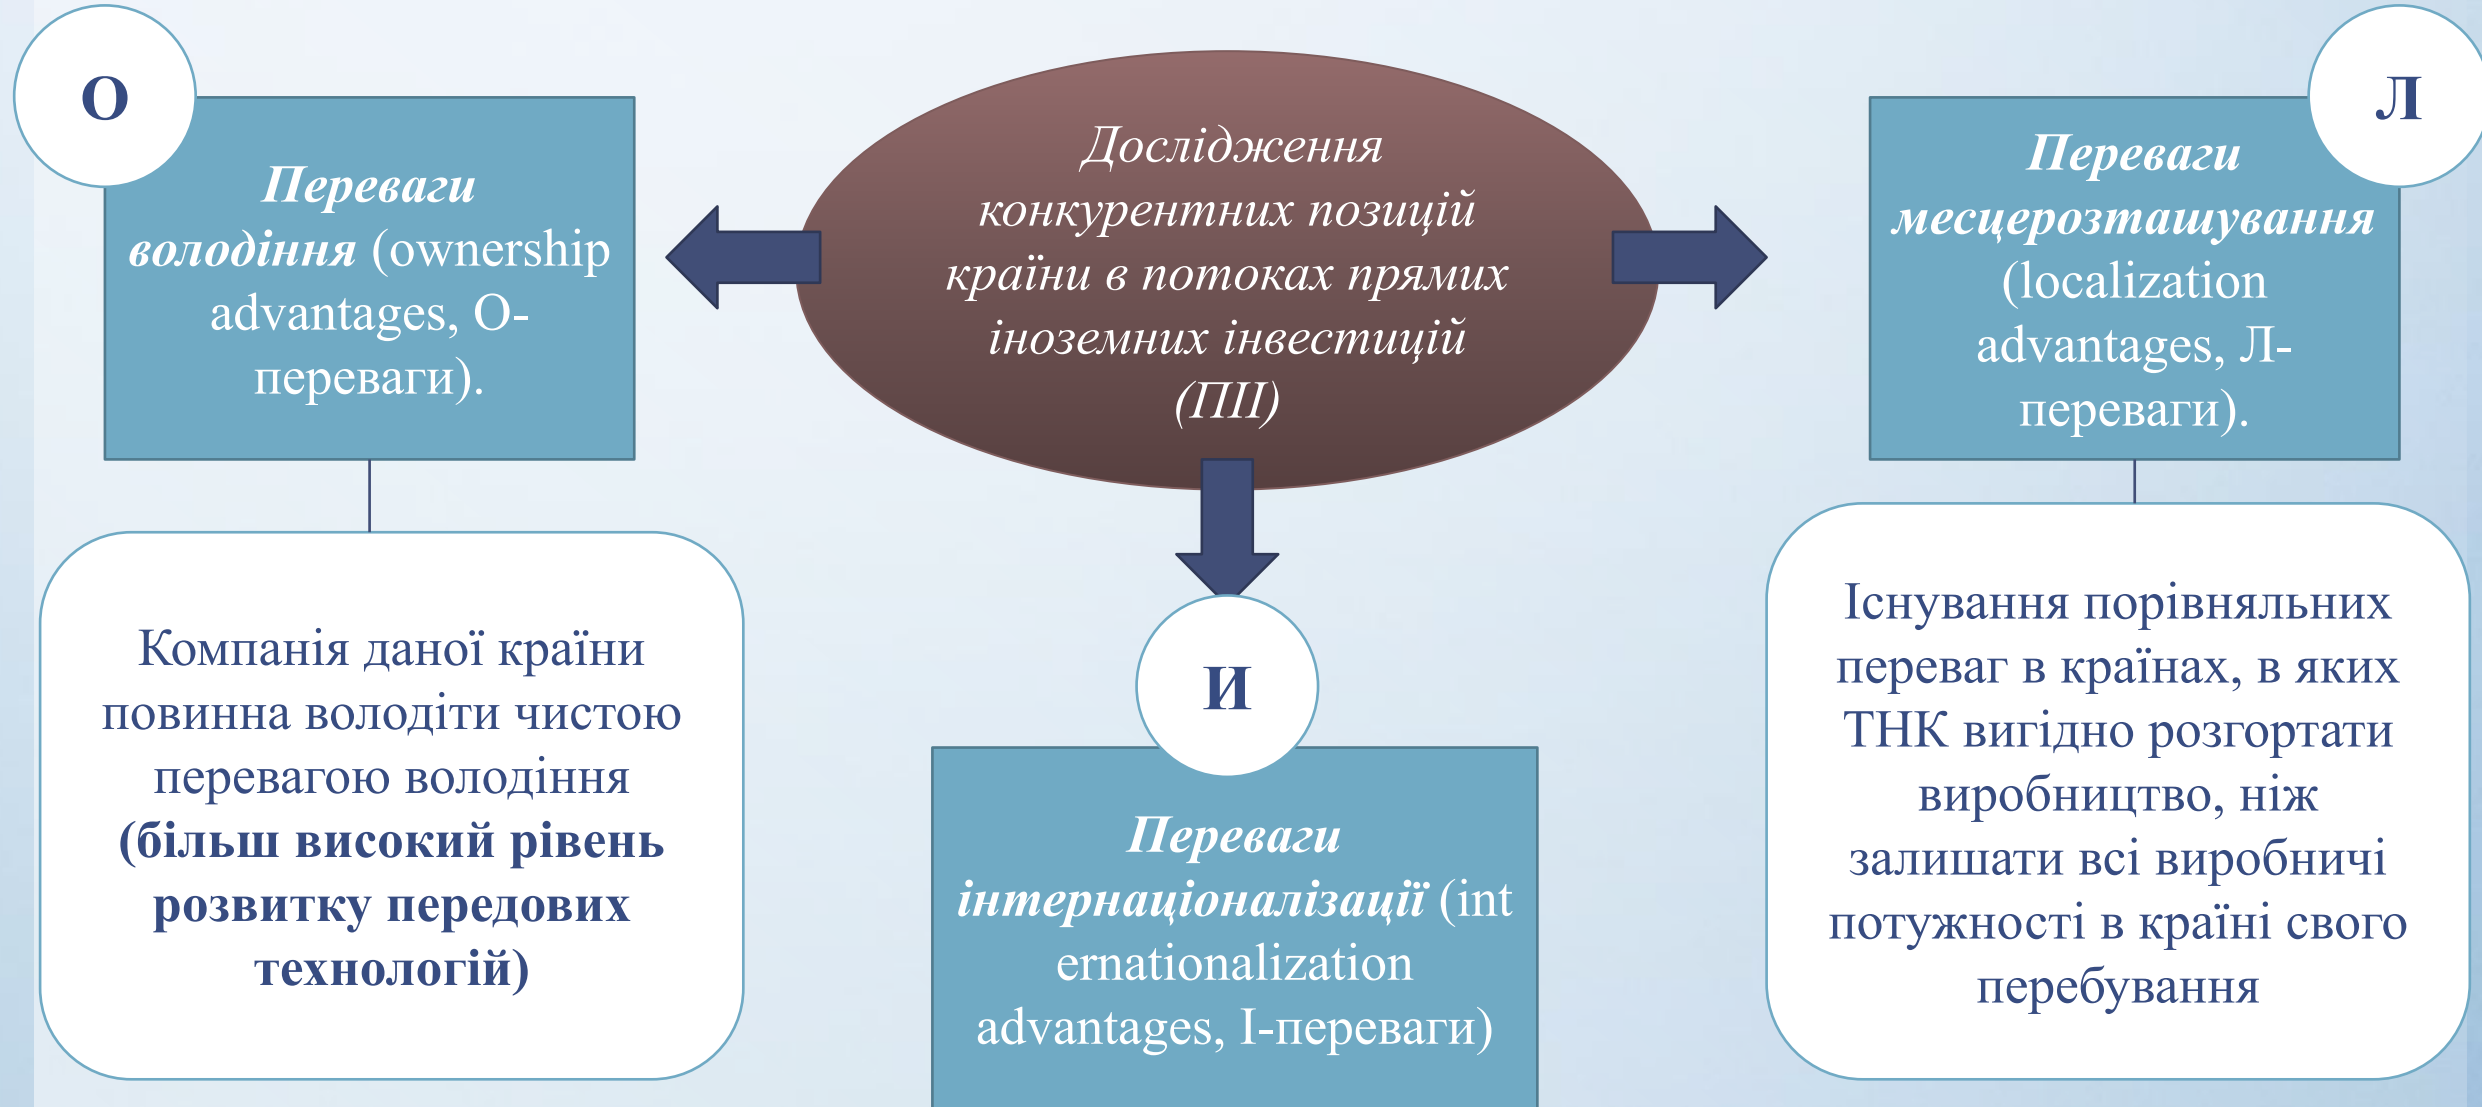 О
Переваги
володіння (ownership
advantages, О-
переваги).
Компанія даної країни
повинна володіти чистою
перевагою володіння
(більш високий рівень
розвитку передових
технологій)
Дослідження
конкурентних позицій
країни в потоках прямих
іноземних інвестицій
(ПІІ)
И
Переваги
інтернаціоналізації (int
ernationalization
advantages, І-переваги)
Л
Переваги
месцерозташування
(localization
advantages, Л-
переваги).
Існування порівняльних
переваг в країнах, в яких
ТНК вигідно розгортати
виробництво, ніж
залишати всі виробничі
потужності в країні свого
перебування